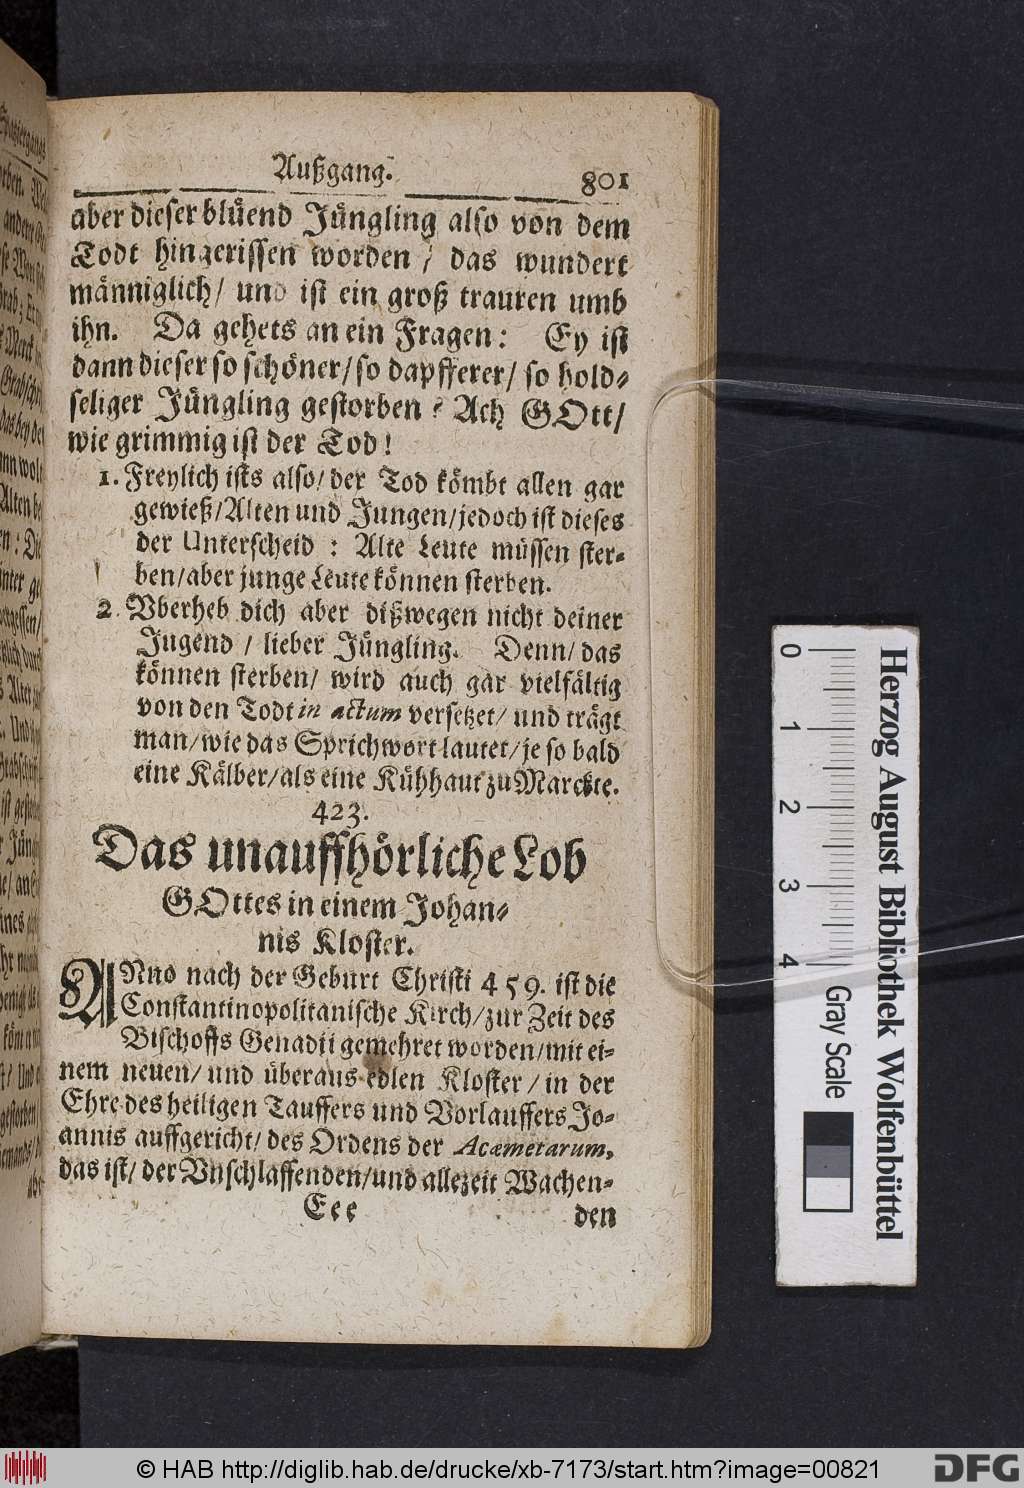 Außgang. 801
aber dieser blüend Jüngling also von dem
Todt hingerissen worden / das wundert
männiglich/ und ist ein groß trauren umb
ihn. Da gehets an ein Fragen: Ey ist
dann dieser so schöner/ so dapfferer/ so hold-
seliger Jüngling gestorben? Ach GOtt/
wie grimmig ist der Tod!
1. Freylich ists also/ der Tod kömbt allen gar
gewieß/ Alten und Jungen/ jedoch ist dieses
der Unterscheid : Alte Leute müssen ster-
ben/ aber junge Leute können sterben.
2. Vberheb dich aber dißwegen nicht deiner
Jugend / lieber Jüngling. Denn/ das
können sterben/ wird auch gar vielfältig
von den Todt in actum versetzet/ und trägt
man/ wie das Sprichwort lautet/ je so bald
eine Kälber/ als eine Kühhaut zu Marckte.
423.
Das unauffhörliche Lob
GOttes in einem Johan-
nis Kloster.
ANno nach der Geburt Christi 459. ist die
Constantinopolitanische Kirch/ zur Zeit des
Bischoffs Genadii gemehret worden/ mit ei-
nem neuen/ und überaus edlen Kloster / in der
Ehre des heiligen Tauffers und Vorlauffers Jo-
annis auffgericht/ des Ordens der Acæmetarum,
das ist/ der Vnschlaffenden/ und allezeit Wachen-
Eee den
Herzog August Bibliothek Wolfenbüttel
0 1 2 3 4 Gray Scale
© HAB http://diglib.hab.de/drucke/xb-7173/start.htm?image=00821
DFG